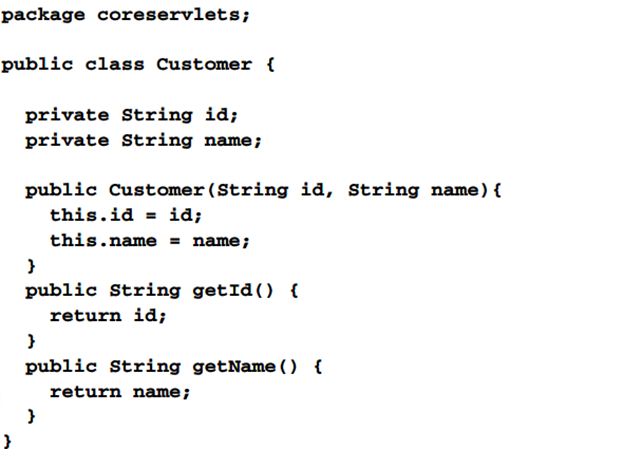 package coreservlets;
public class Customer {
private String id;
private String name;
public Customer(String id, String name){
this.id = id;
this.name = name;
}
public String getId() {
return id;
}
public String getName() {
return name;
}
}